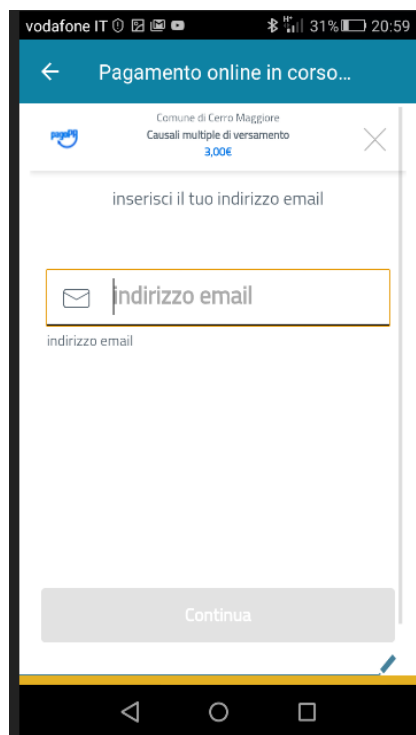 vodafone IT 31% 20:59
Pagamento online in corso...
Comune di Cerro Maggiore
pagoPA Causali multiple di versamento
3,00€
inserisci il tuo indirizzo email
indirizzo email
indirizzo email
Continua